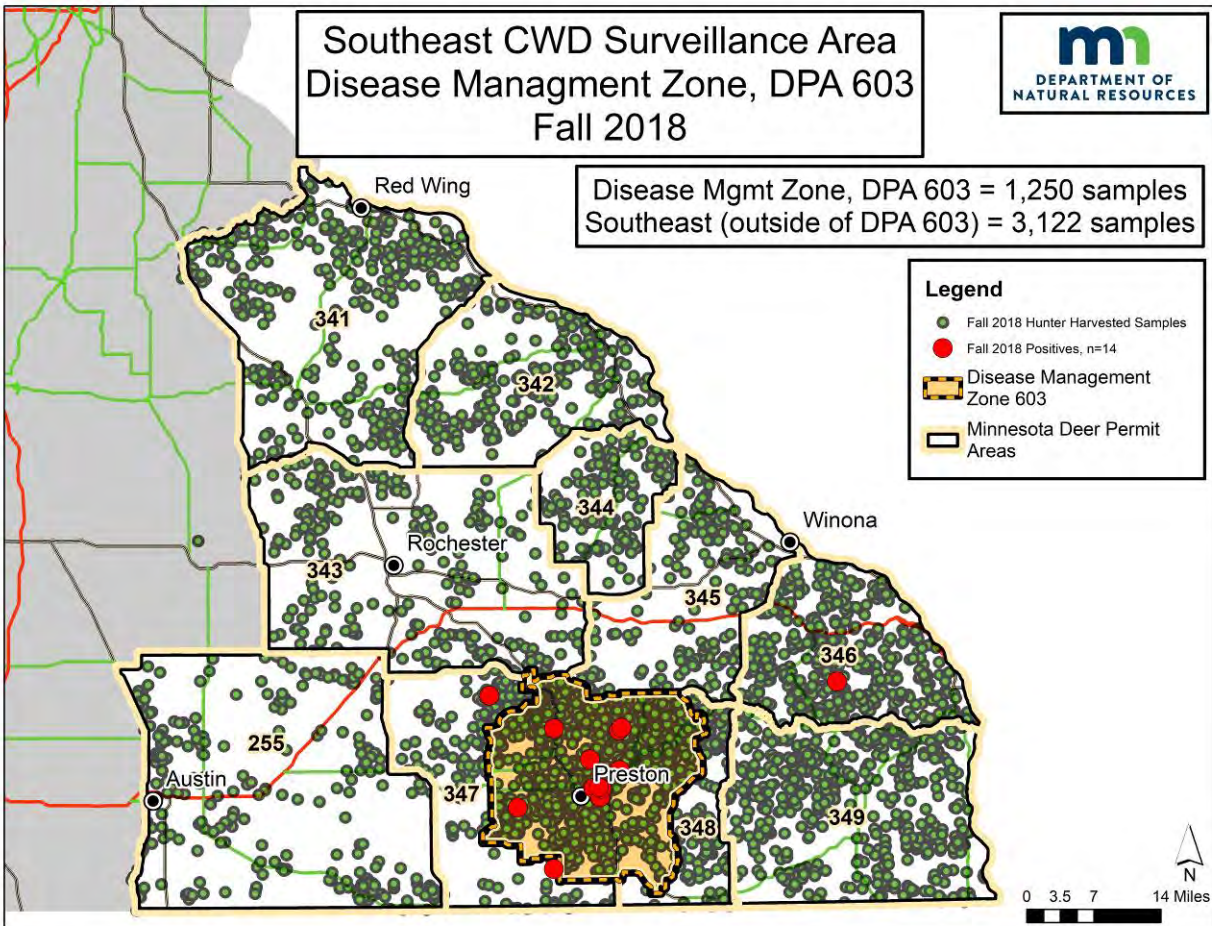 Southeast CWD Surveillance Area
Disease Managment Zone, DPA 603
Fall 2018
mn
DEPARTMENT OF
NATURAL RESOURCES
Disease Mgmt Zone, DPA 603 = 1,250 samples
Southeast (outside of DPA 603) = 3,122 samples
Legend
Fall 2018 Hunter Harvested Samples
Fall 2018 Positives, n=14
Disease Management
Zone 603
Minnesota Deer Permit
Areas
Red Wing
341
342
344
Winona
Rochester
343
345
346
255
Preston
Austin
347
348
349
N
0 3.5 7 14 Miles